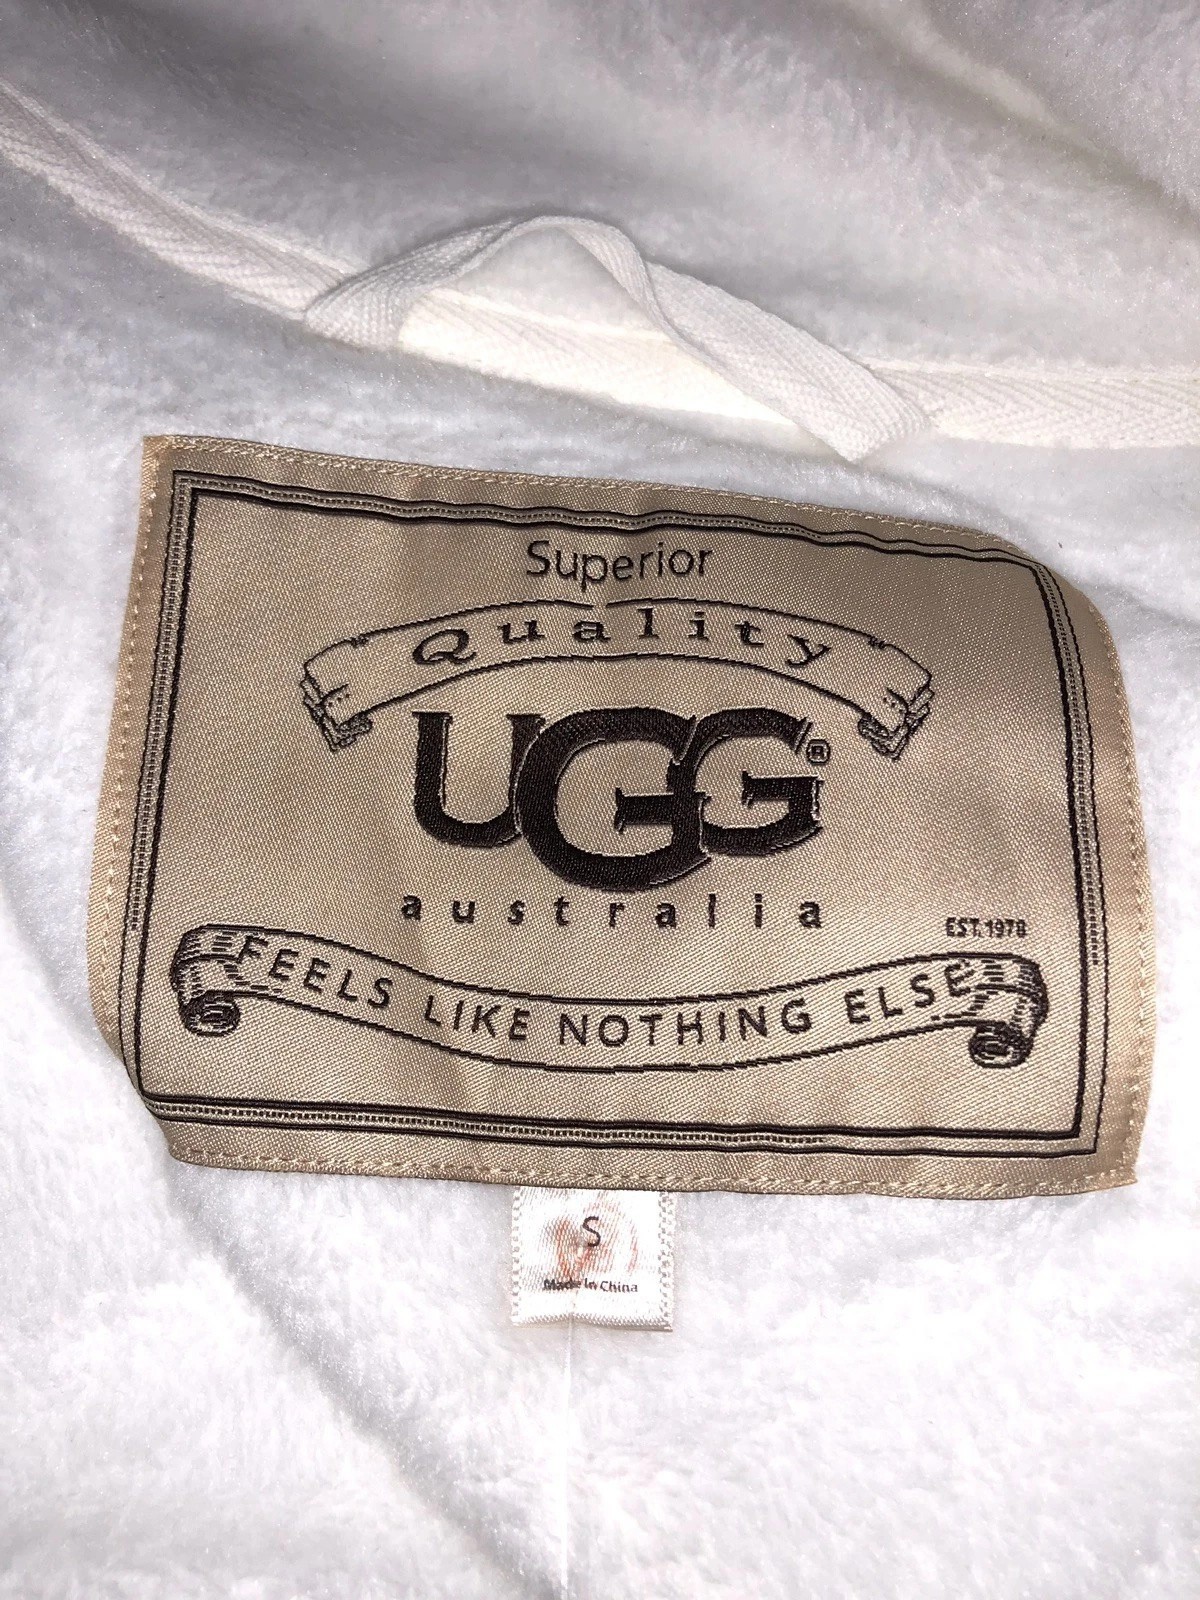 Superior
Quality
UGG®
australia
EST.1978
FEELS LIKE NOTHING ELSE
S
Made In China